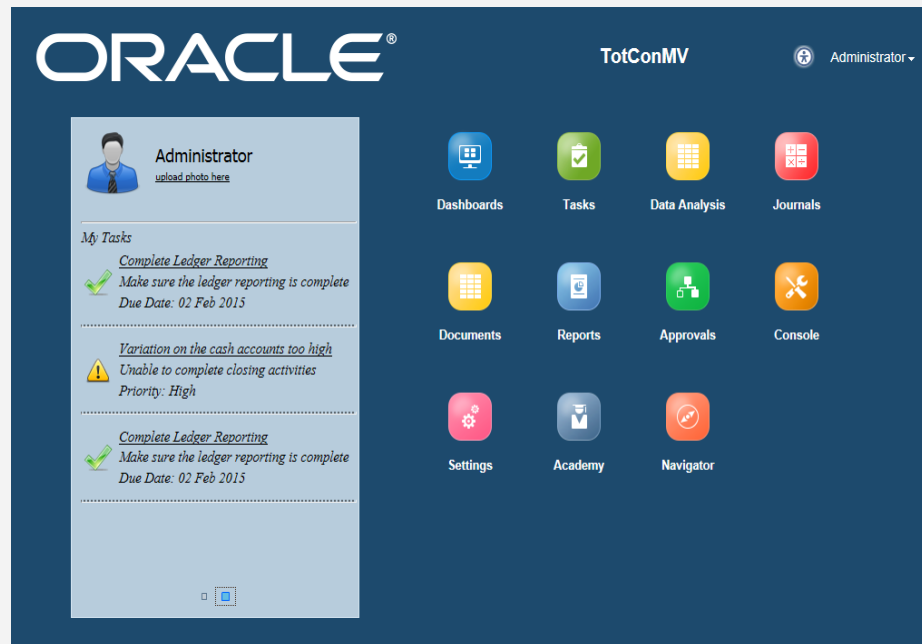 ORACLE®
TotConMV
Administrator
Administrator
upload photo here
My Tasks
Complete Ledger Reporting
Make sure the ledger reporting is complete
Due Date: 02 Feb 2015
Variation on the cash accounts too high
Unable to complete closing activities
Priority: High
Complete Ledger Reporting
Make sure the ledger reporting is complete
Due Date: 02 Feb 2015
Dashboards
Tasks
Data Analysis
Journals
Documents
Reports
Approvals
Console
Settings
Academy
Navigator